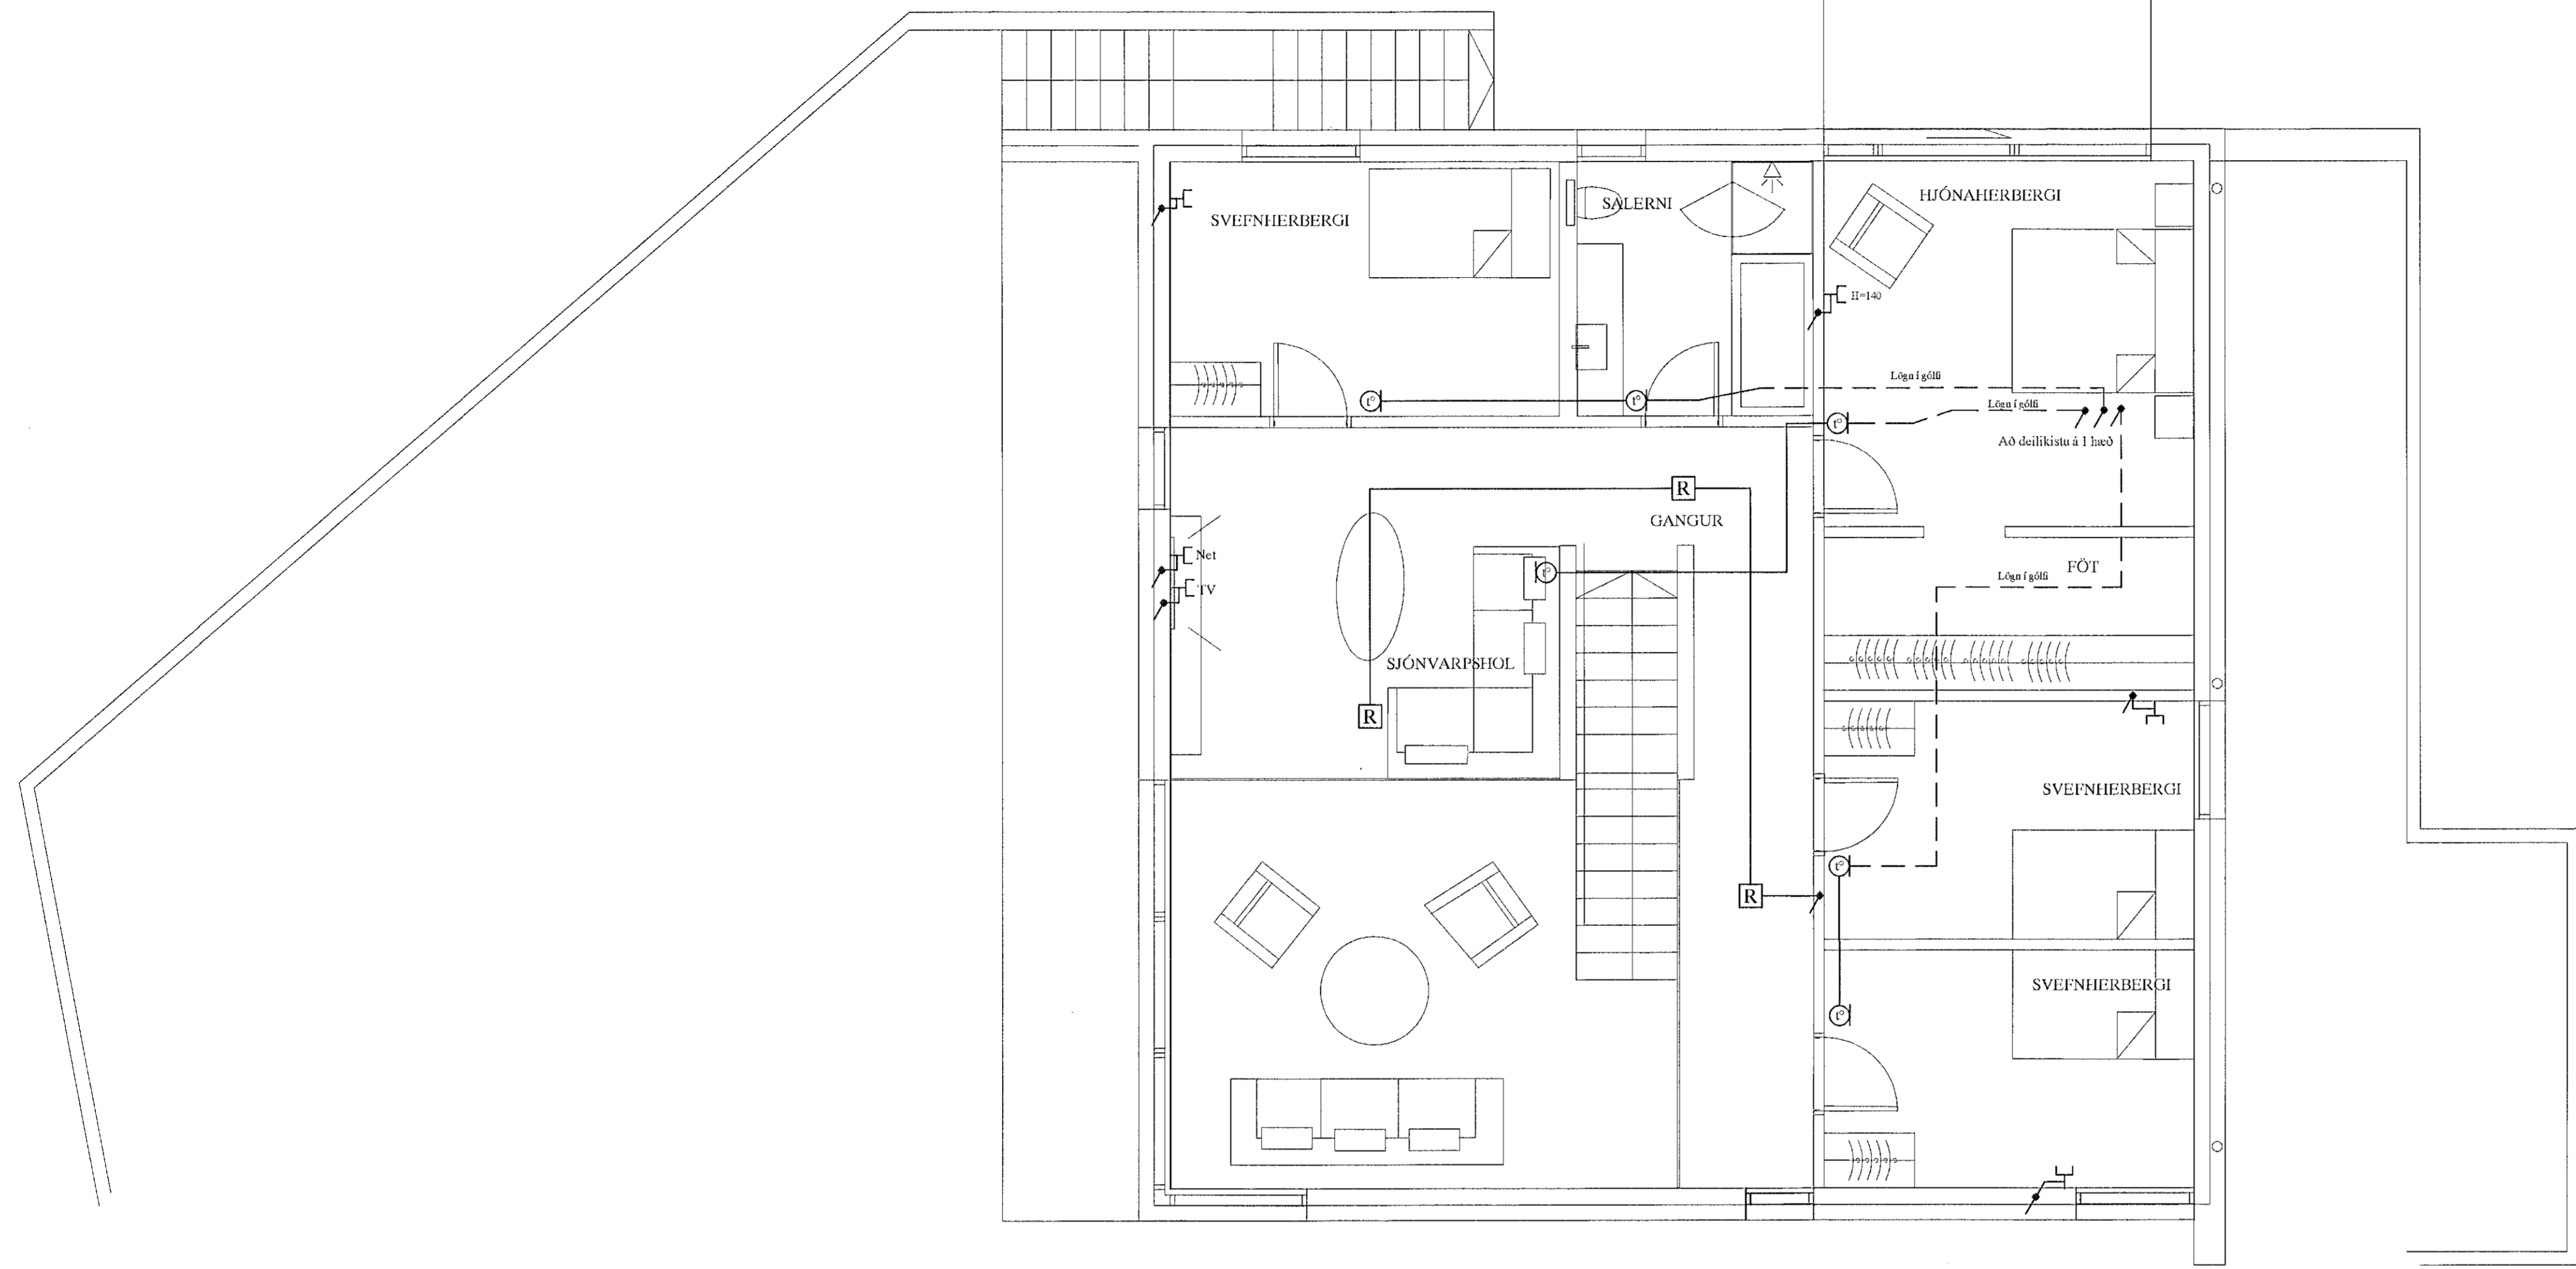 HJÓNAHERBERGI
SALERNI
SVEFNHERBERGI
H=140
Lögn í gólfi
t°
t°
Lögn í gólfi
t°
Að deilikistu á 1 hæð
R
GANGUR
Net
t°
FÖT
Lögn í gólfi
TV
SJÓNVARPSHOL
R
SVEFNHERBERGI
t°
R
SVEFNHERBERGI
t°